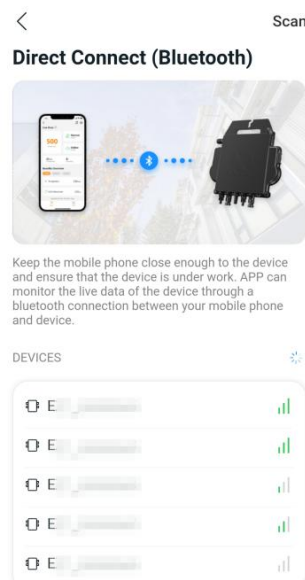 Scan
Direct Connect (Bluetooth)
500
Keep the mobile phone close enough to the device
and ensure that the device is under work. APP can
monitor the live data of the device through a
bluetooth connection between your mobile phone
and device.
DEVICES
E
E
E
E
E